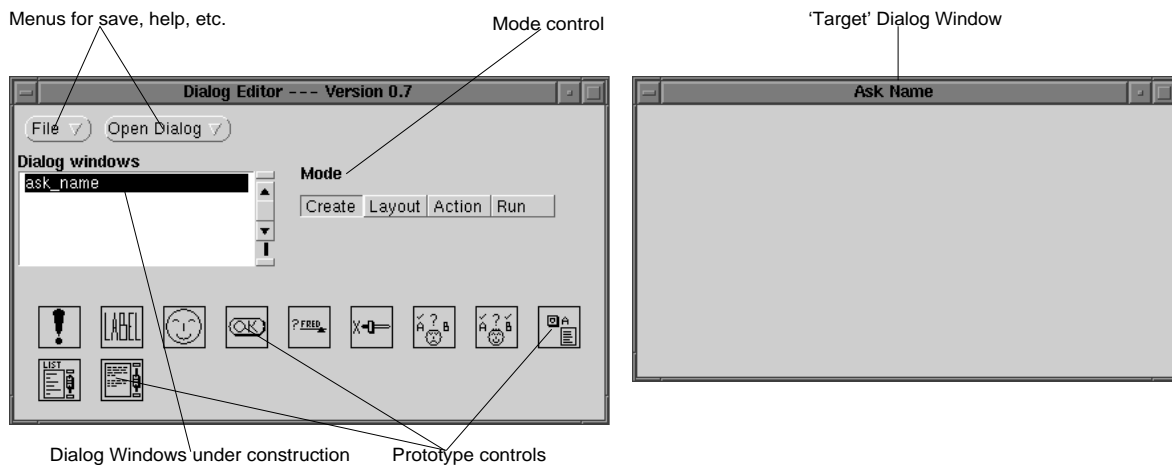 Menus for save, help, etc.
Mode control
‘Target’ Dialog Window
Dialog Editor --- Version 0.7
Ask Name
File
Open Dialog
Dialog windows
ask_name
Mode
Create Layout Action Run
LABEL
OK
? FRED
X
A ? B
A ? B
A
LIST
Dialog Windows under construction
Prototype controls